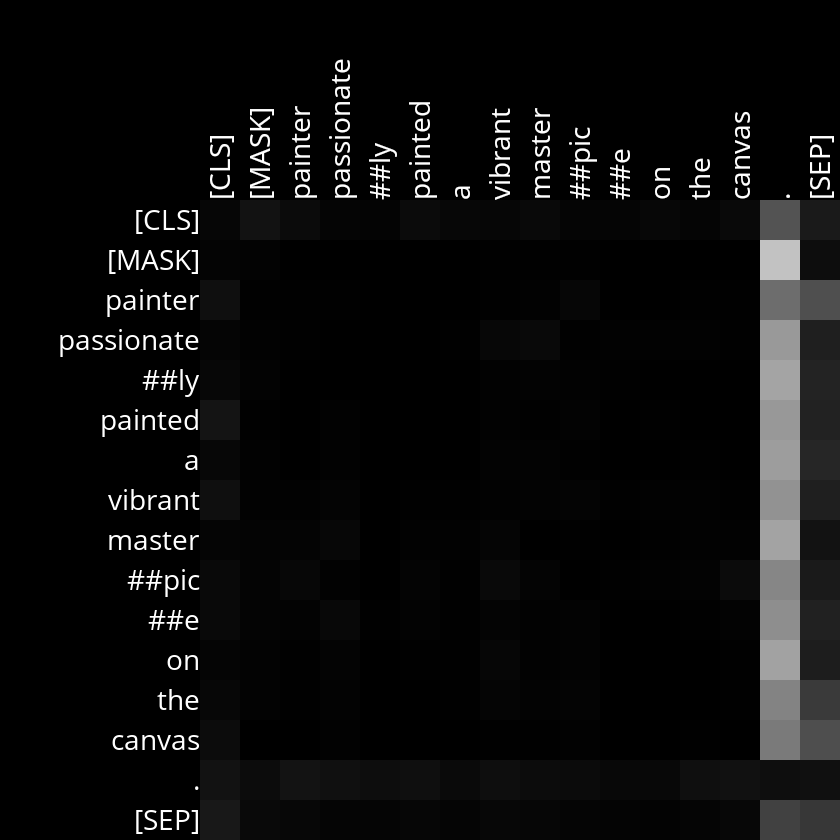 [CLS] [MASK] painter passionate ##ly painted a vibrant master ##pic ##e on the canvas . [SEP]
[CLS]
[MASK]
painter
passionate
##ly
painted
a
vibrant
master
##pic
##e
on
the
canvas
.
[SEP]